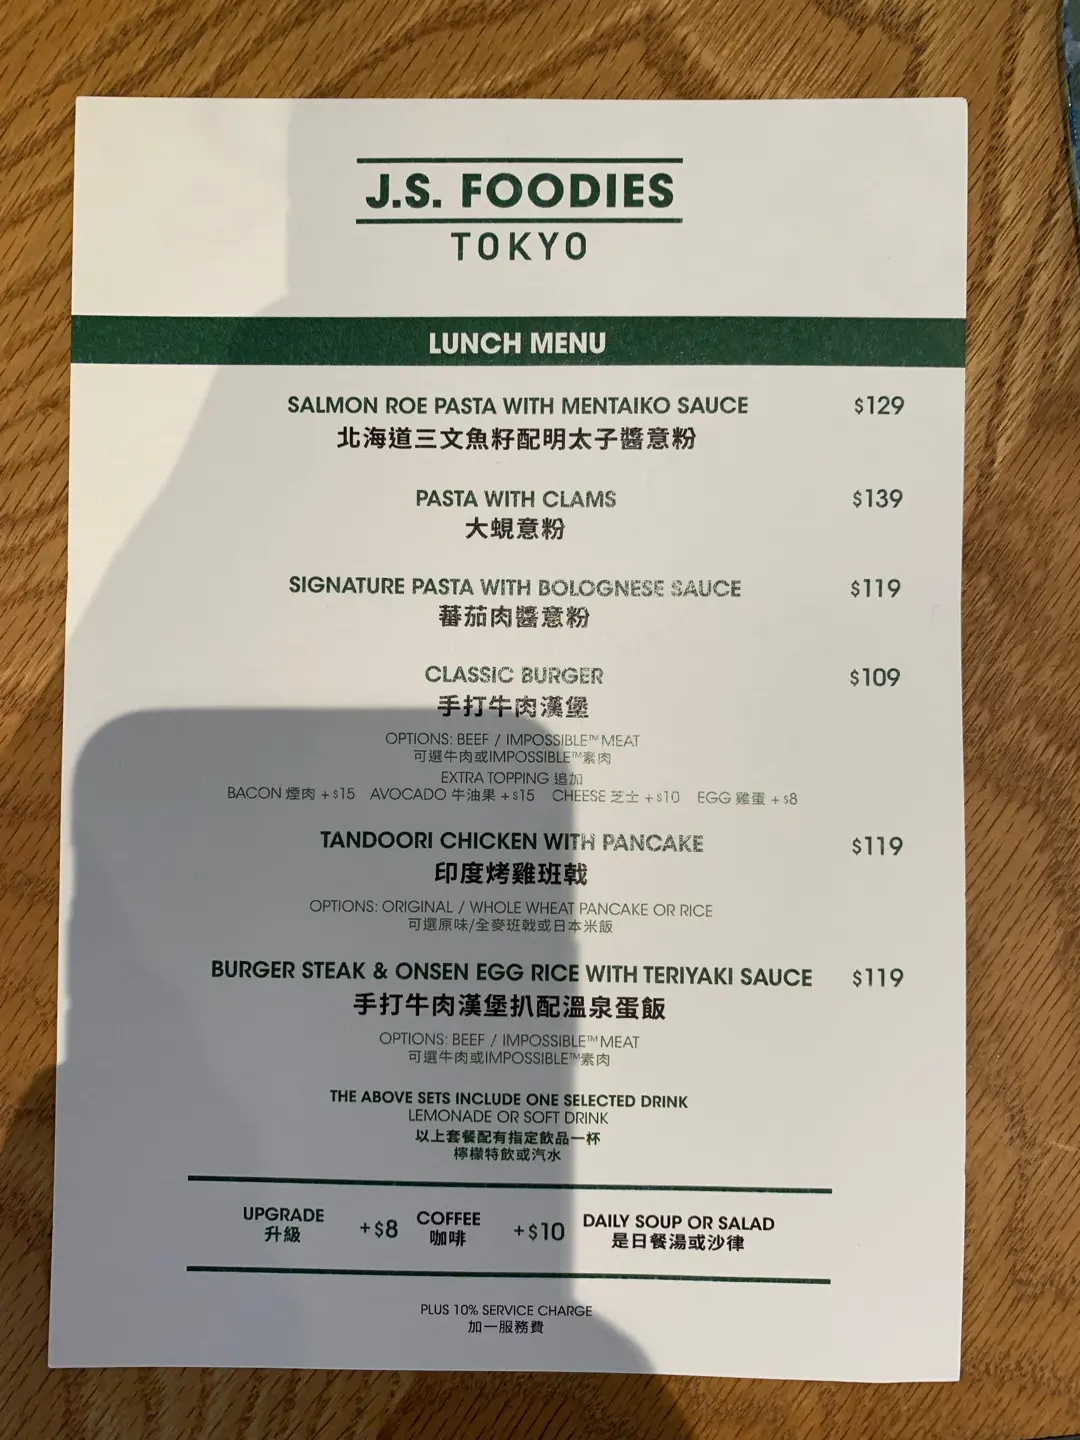 J.S. FOODIES
TOKYO
LUNCH MENU
SALMON ROE PASTA WITH MENTAIKO SAUCE $129
北海道三文魚籽配明太子醬意粉
PASTA WITH CLAMS $139
大蜆意粉
SIGNATURE PASTA WITH BOLOGNESE SAUCE $119
蕃茄肉醬意粉
CLASSIC BURGER $109
手打牛肉漢堡
OPTIONS: BEEF / IMPOSSIBLE™ MEAT
可選牛肉或IMPOSSIBLE™素肉
EXTRA TOPPING 追加
BACON 煙肉 +$15 AVOCADO 牛油果 +$15 CHEESE 芝士 +$10 EGG 雞蛋 +$8
TANDOORI CHICKEN WITH PANCAKE $119
印度烤雞班戟
OPTIONS: ORIGINAL / WHOLE WHEAT PANCAKE OR RICE
可選原味/全麥班戟或日本米飯
BURGER STEAK & ONSEN EGG RICE WITH TERIYAKI SAUCE $119
手打牛肉漢堡扒配溫泉蛋飯
OPTIONS: BEEF / IMPOSSIBLE™ MEAT
可選牛肉或IMPOSSIBLE™素肉
THE ABOVE SETS INCLUDE ONE SELECTED DRINK
LEMONADE OR SOFT DRINK
以上套餐配有指定飲品一杯
檸檬特飲或汽水
UPGRADE +$8 COFFEE +$10 DAILY SOUP OR SALAD
升級 咖啡 是日餐湯或沙律
PLUS 10% SERVICE CHARGE
加一服務費